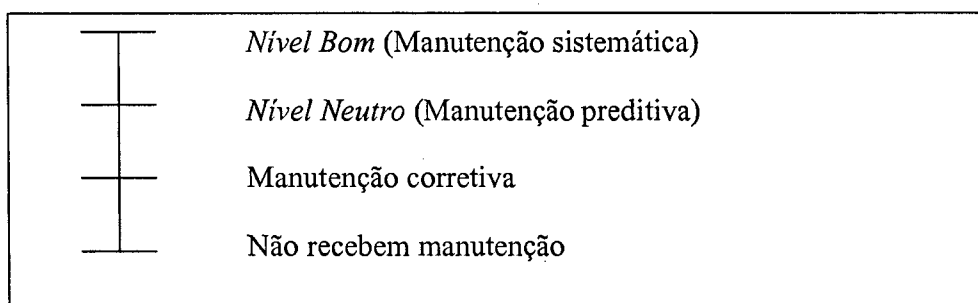 Nível Bom (Manutenção sistemática)
Nível Neutro (Manutenção preditiva)
Manutenção corretiva
Não recebem manutenção